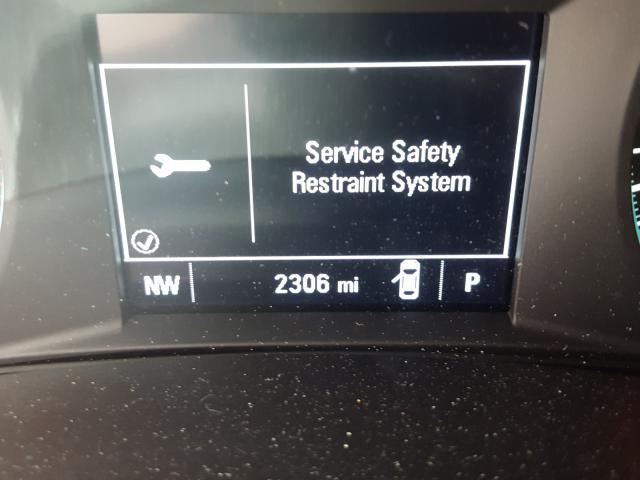 Service Safety
Restraint System
NW 2306 mi P